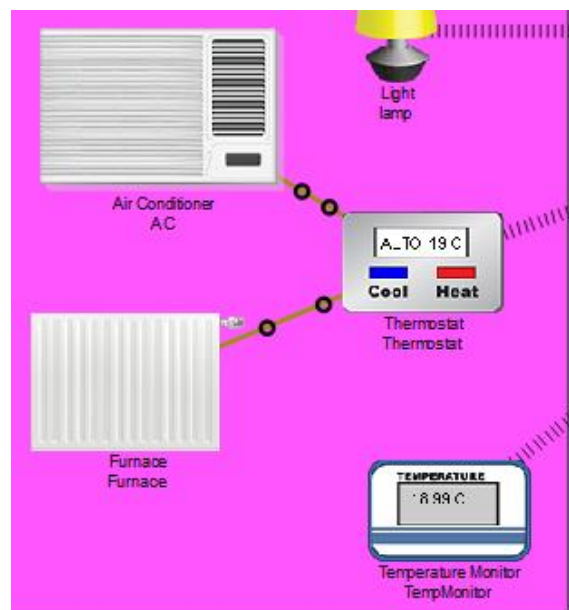 Light
lamp
Air Conditioner
AC
A_TO 19 C
Cool Heat
Thermostat
Thermostat
Furnace
Furnace
TEMPERATURE
18.99 C
Temperature Monitor
TempMonitor